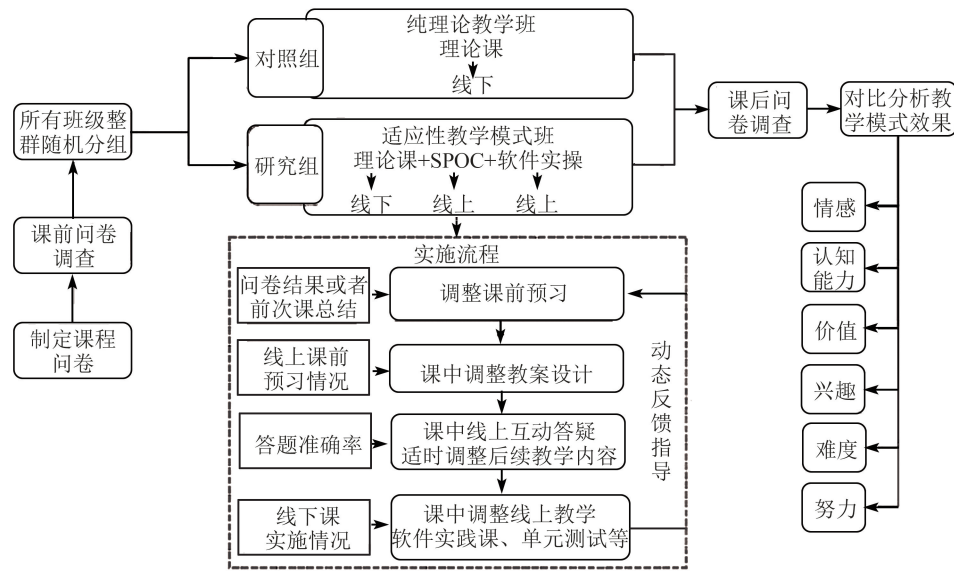 纯理论教学班
理论课
线下
对照组
所有班级整
群随机分组
课前问卷
调查
制定课程
问卷
研究组
适应性教学模式班
理论课+SPOC+软件实操
线下 线上 线上
课后问
卷调查
对比分析教
学模式效果
情感
认知
能力
价值
兴趣
难度
努力
实施流程
问卷结果或者
前次课总结
调整课前预习
线上课前
预习情况
课中调整教案设计
答题准确率
课中线上互动答疑
适时调整后续教学内容
线下课
实施情况
课中调整线上教学
软件实践课、单元测试等
动态反馈指导